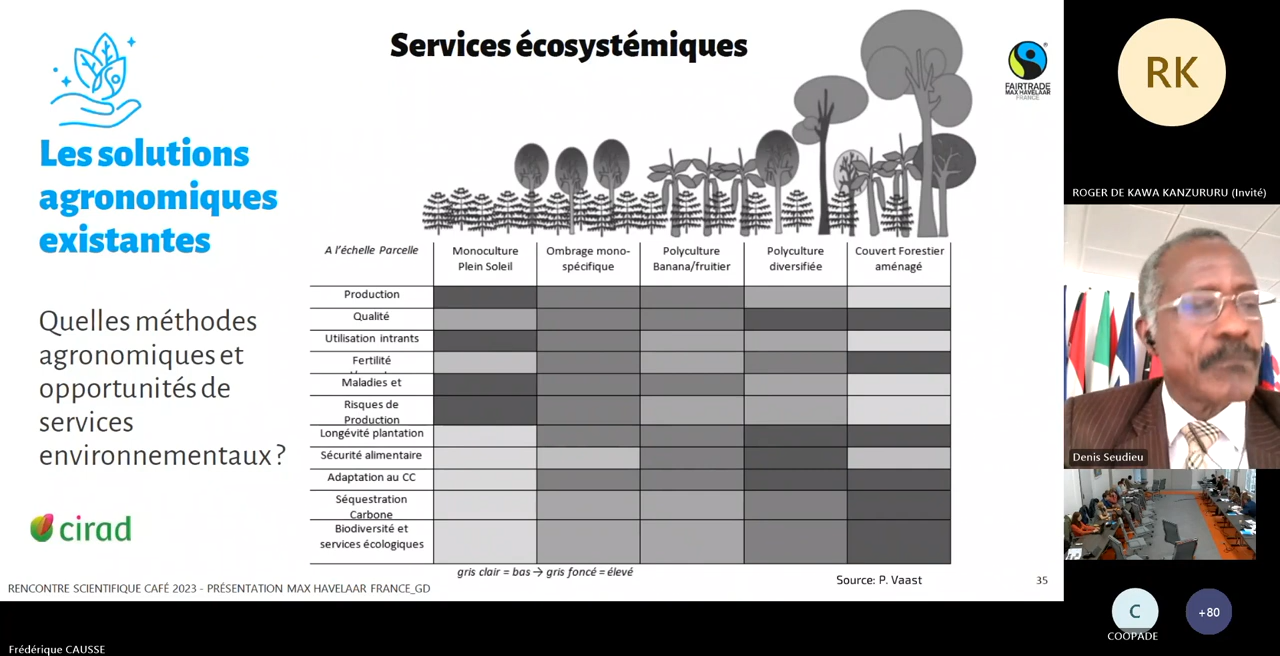 Services écosystémiques
FAIRTRADE
MAX HAVELAAR
FRANCE
Les solutions
agronomiques
existantes
Quelles méthodes
agronomiques et
opportunités de
services
environnementaux ?
cirad
A l'échelle Parcelle
Monoculture
Plein Soleil
Ombrage mono-
spécifique
Polyculture
Banana/fruitier
Polyculture
diversifiée
Couvert Forestier
aménagé
Production
Qualité
Utilisation intrants
Fertilité
Maladies et
Risques de
Production
Longévité plantation
Sécurité alimentaire
Adaptation au CC
Séquestration
Carbone
Biodiversité et
services écologiques
gris clair = bas → gris foncé = élevé
Source: P. Vaast
35
RENCONTRE SCIENTIFIQUE CAFÉ 2023 - PRÉSENTATION MAX HAVELAAR FRANCE_GD
Frédérique CAUSSE
RK
ROGER DE KAWA KANZURURU (Invité)
Denis Seudieu
C
COOPADE
+80